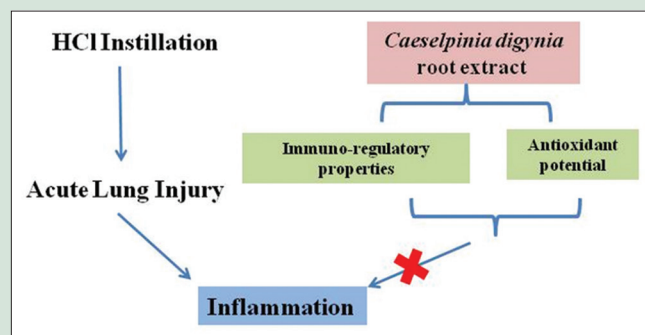 HCl Instillation
Caeselpinia digynia
root extract
Immuno-regulatory
properties
Antioxidant
potential
Acute Lung Injury
Inflammation